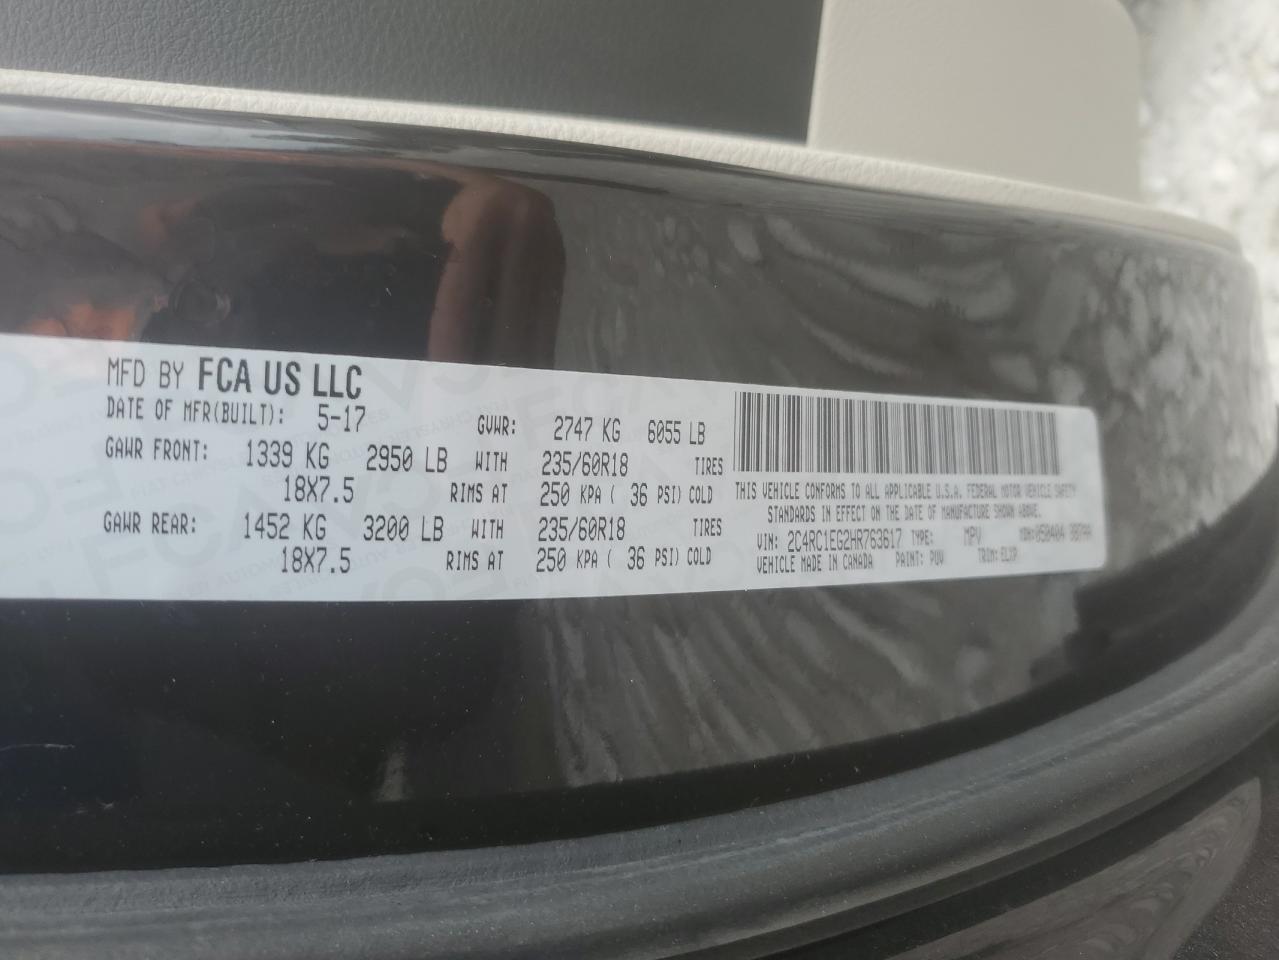 MFD BY FCA US LLC
DATE OF MFR(BUILT): 5-17 GVWR: 2747 KG 6055 LB
GAWR FRONT: 1339 KG 2950 LB WITH 235/60R18 TIRES
18X7.5 RIMS AT 250 KPA ( 36 PSI) COLD
GAWR REAR: 1452 KG 3200 LB WITH 235/60R18 TIRES
18X7.5 RIMS AT 250 KPA ( 36 PSI) COLD
THIS VEHICLE CONFORMS TO ALL APPLICABLE U.S.A. FEDERAL MOTOR VEHICLE SAFETY
STANDARDS IN EFFECT ON THE DATE OF MANUFACTURE SHOWN ABOVE.
VIN: 2C4RC1EG2HR763617 TYPE: MPV MDH:
VEHICLE MADE IN CANADA PAINT: PUV TRIM: